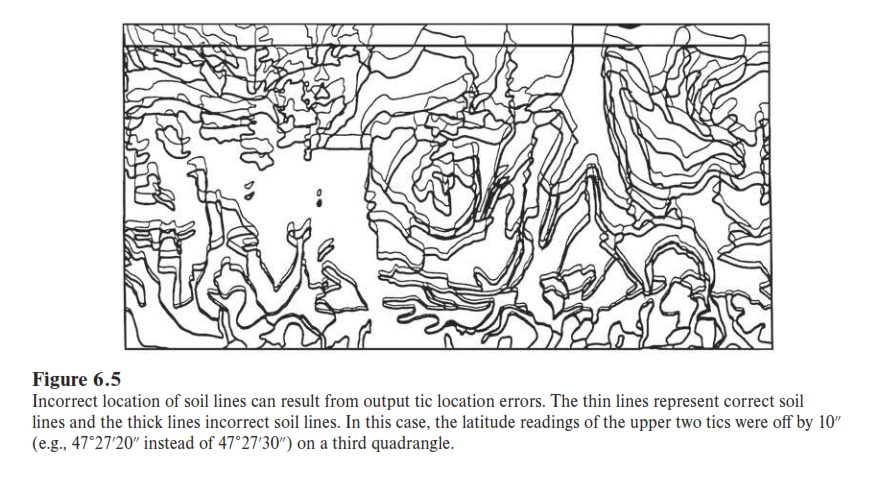 Figure 6.5
Incorrect location of soil lines can result from output tic location errors. The thin lines represent correct soil
lines and the thick lines incorrect soil lines. In this case, the latitude readings of the upper two tics were off by 10″
(e.g., 47°27′20″ instead of 47°27′30″) on a third quadrangle.